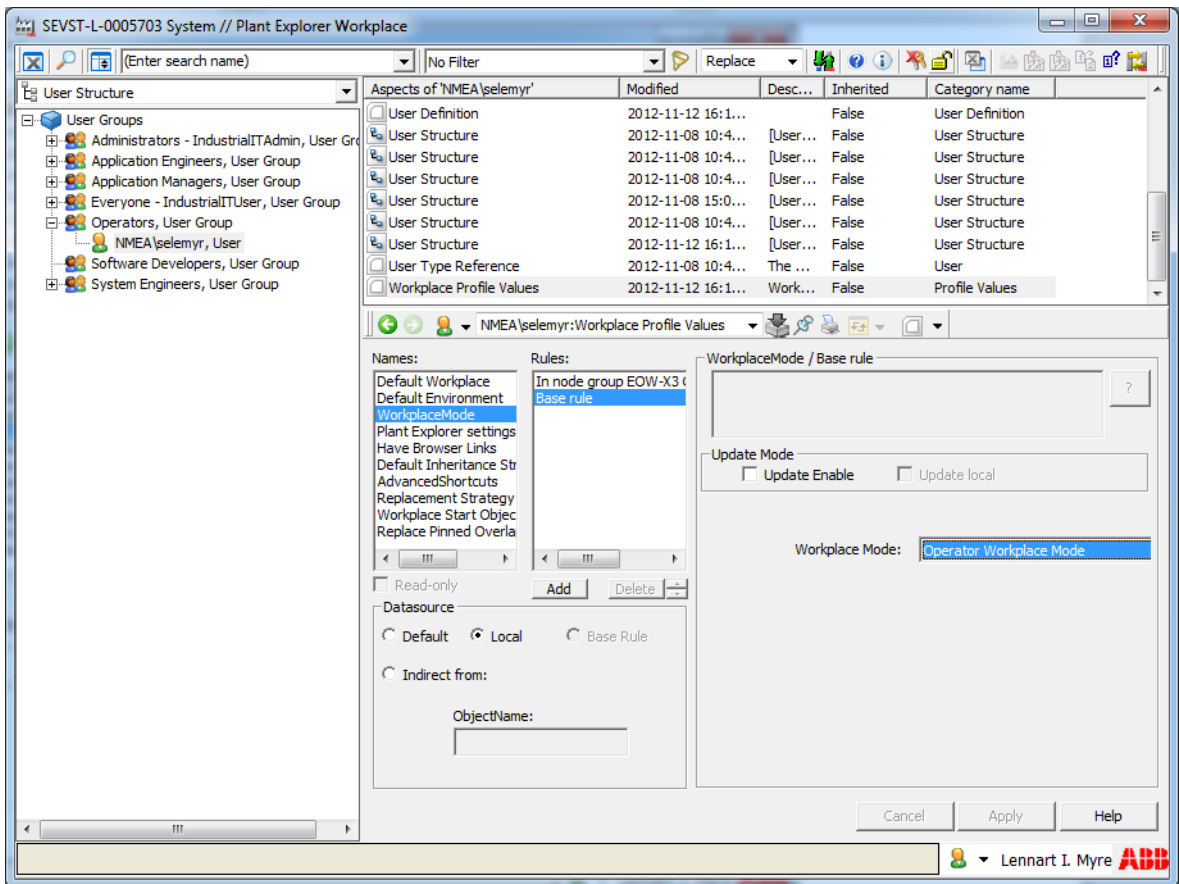 SEVST-L-0005703 System // Plant Explorer Workplace
(Enter search name) No Filter Replace
User Structure
User Groups
Administrators - IndustrialITAdmin, User Gro
Application Engineers, User Group
Application Managers, User Group
Everyone - IndustrialITUser, User Group
Operators, User Group
NMEA\selemyr, User
Software Developers, User Group
System Engineers, User Group
Aspects of 'NMEA\selemyr' Modified Desc... Inherited Category name
User Definition 2012-11-12 16:1... False User Definition
User Structure 2012-11-08 10:4... [User... False User Structure
User Structure 2012-11-08 10:4... [User... False User Structure
User Structure 2012-11-08 10:4... [User... False User Structure
User Structure 2012-11-08 15:0... [User... False User Structure
User Structure 2012-11-08 10:4... [User... False User Structure
User Structure 2012-11-12 16:1... [User... False User Structure
User Type Reference 2012-11-08 10:4... The ... False User
Workplace Profile Values 2012-11-12 16:1... Work... False Profile Values
NMEA\selemyr:Workplace Profile Values
Names:
Default Workplace
Default Environment
WorkplaceMode
Plant Explorer settings
Have Browser Links
Default Inheritance Str
AdvancedShortcuts
Replacement Strategy
Workplace Start Objec
Replace Pinned Overla
Read-only
Rules:
In node group EOW-X3
Base rule
Add Delete
Datasource
Default Local Base Rule
Indirect from:
ObjectName:
WorkplaceMode / Base rule
?
Update Mode
Update Enable Update local
Workplace Mode: Operator Workplace Mode
Cancel Apply Help
Lennart I. Myre ABB